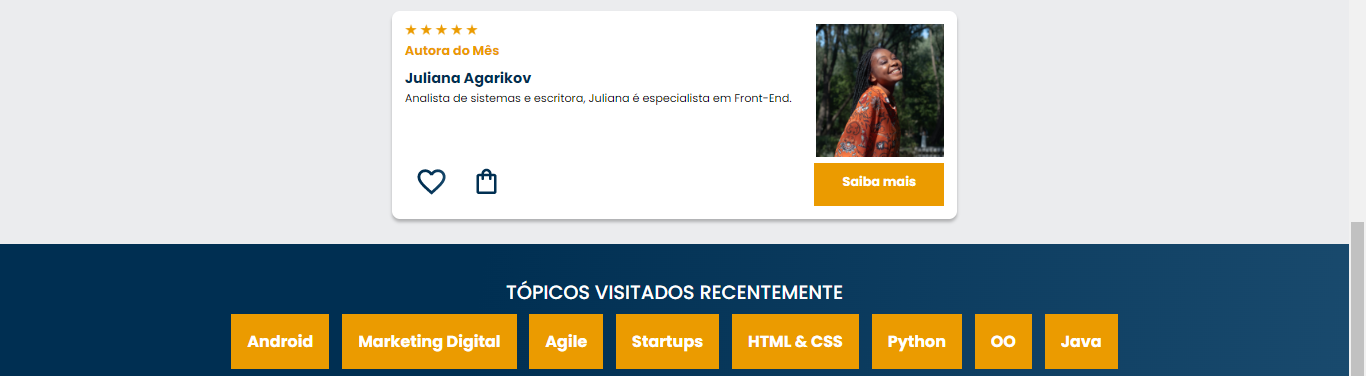 Autora do Mês
Juliana Agarikov
Analista de sistemas e escritora, Juliana é especialista em Front-End.
Saiba mais
TÓPICOS VISITADOS RECENTEMENTE
Android
Marketing Digital
Agile
Startups
HTML & CSS
Python
OO
Java